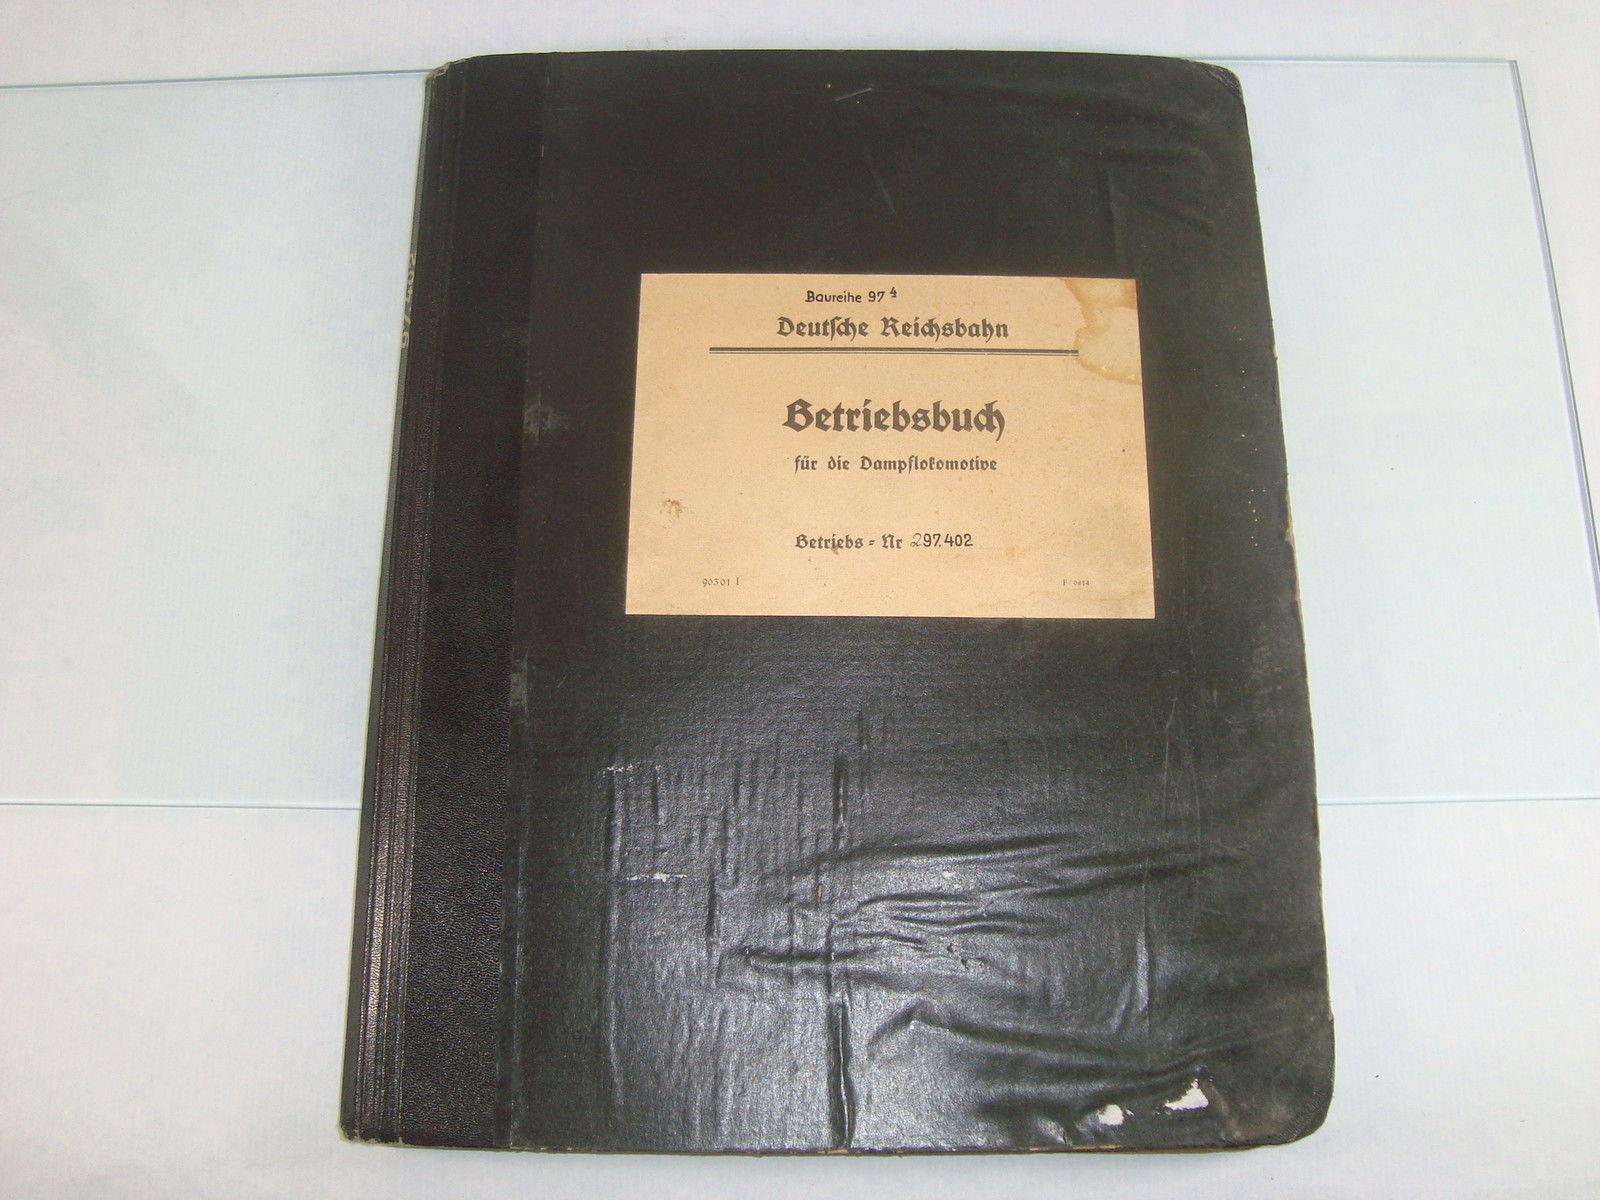 Baureihe 97⁴
Deutsche Reichsbahn
Betriebsbuch
für die Dampflokomotive
Betriebs-Nr 297.402
90301 I